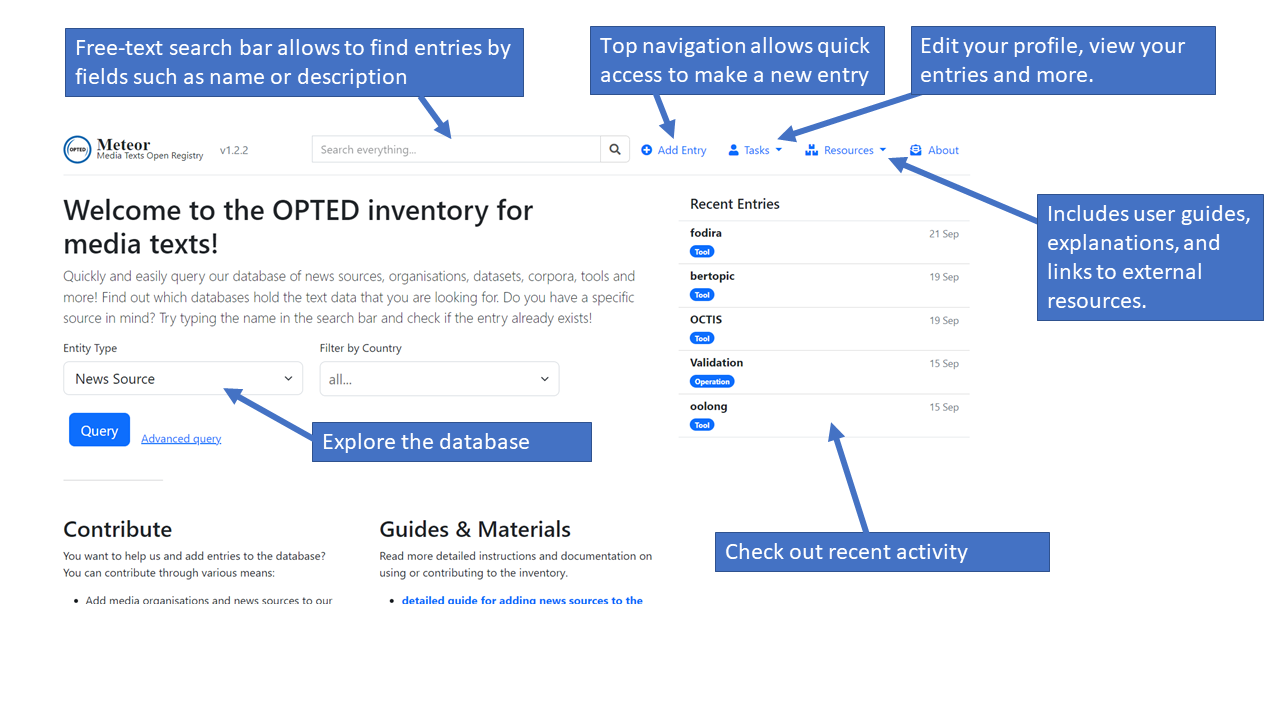 Free-text search bar allows to find entries by
fields such as name or description
Top navigation allows quick
access to make a new entry
Edit your profile, view your
entries and more.
OPTED
Meteor
Media Texts Open Registry
v1.2.2
Search everything...
Add Entry
Tasks
Resources
About
Includes user guides,
explanations, and
links to external
resources.
Welcome to the OPTED inventory for
media texts!
Quickly and easily query our database of news sources, organisations, datasets, corpora, tools and
more! Find out which databases hold the text data that you are looking for. Do you have a specific
source in mind? Try typing the name in the search bar and check if the entry already exists!
Entity Type
Filter by Country
News Source
all...
Query
Advanced query
Explore the database
Recent Entries
fodira
21 Sep
Tool
bertopic
19 Sep
Tool
OCTIS
19 Sep
Tool
Validation
15 Sep
Operation
oolong
15 Sep
Tool
Check out recent activity
Contribute
You want to help us and add entries to the database?
You can contribute through various means:
• Add media organisations and news sources to our
Guides & Materials
Read more detailed instructions and documentation on
using or contributing to the inventory.
• detailed guide for adding news sources to the